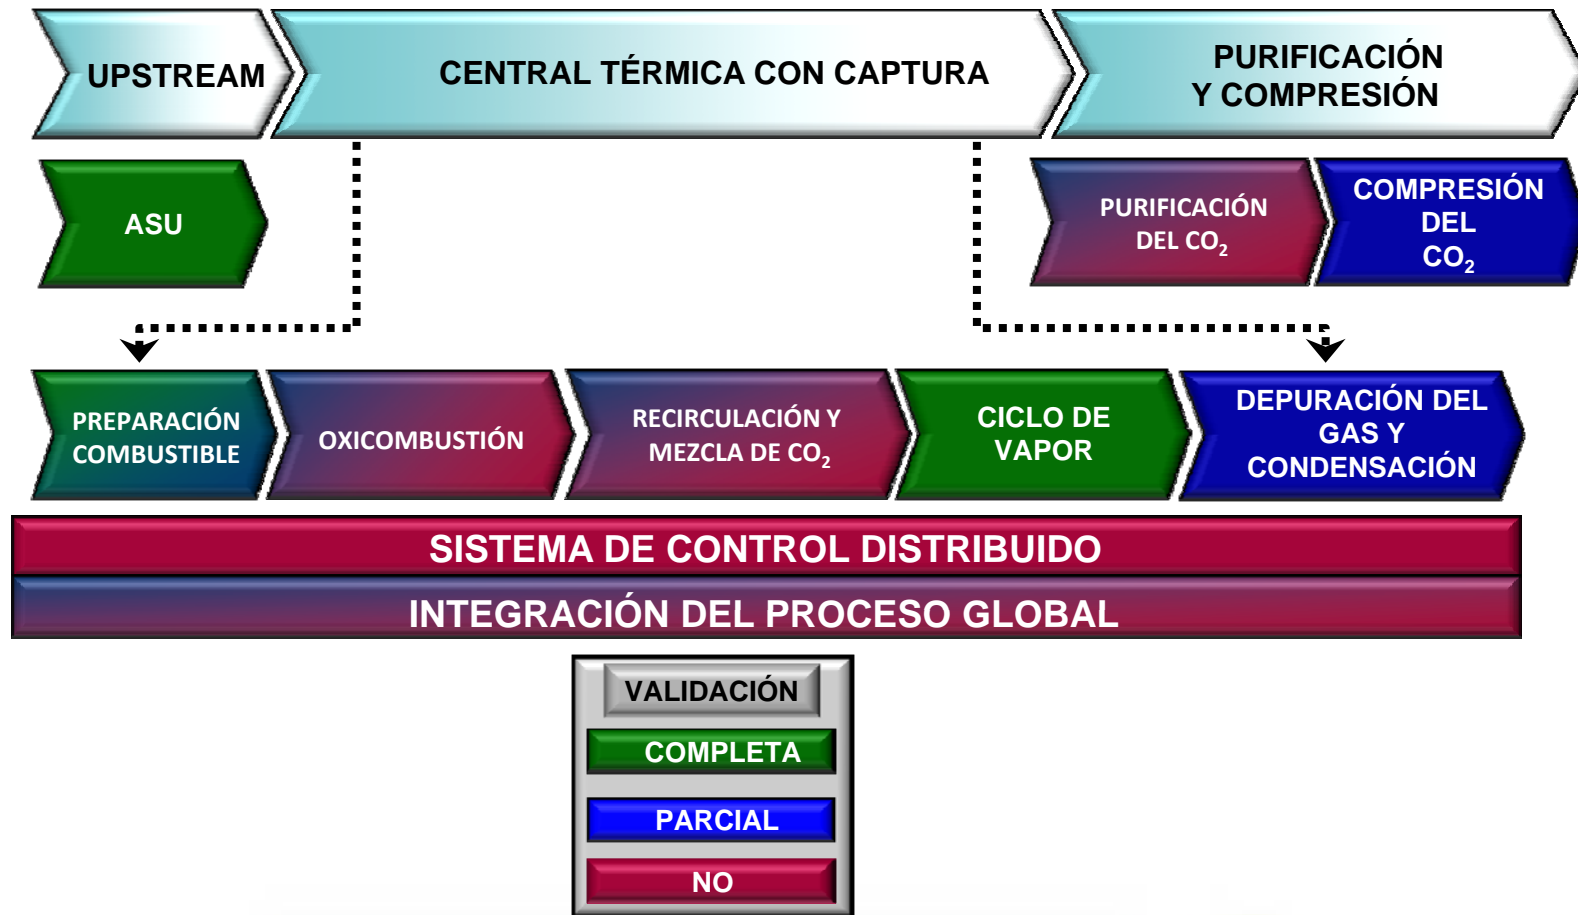 UPSTREAM
CENTRAL TÉRMICA CON CAPTURA
PURIFICACIÓN
Y COMPRESIÓN
ASU
PURIFICACIÓN
DEL CO₂
COMPRESIÓN
DEL
CO₂
PREPARACIÓN
COMBUSTIBLE
OXICOMBUSTIÓN
RECIRCULACIÓN Y
MEZCLA DE CO₂
CICLO DE
VAPOR
DEPURACIÓN DEL
GAS Y
CONDENSACIÓN
SISTEMA DE CONTROL DISTRIBUIDO
INTEGRACIÓN DEL PROCESO GLOBAL
VALIDACIÓN
COMPLETA
PARCIAL
NO